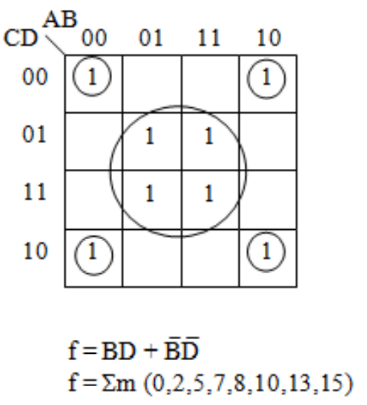 AB
CD 00 01 11 10
00 1 1
01 1 1
11 1 1
10 1 1
f = BD + B̄D̄
f = Σm (0,2,5,7,8,10,13,15)